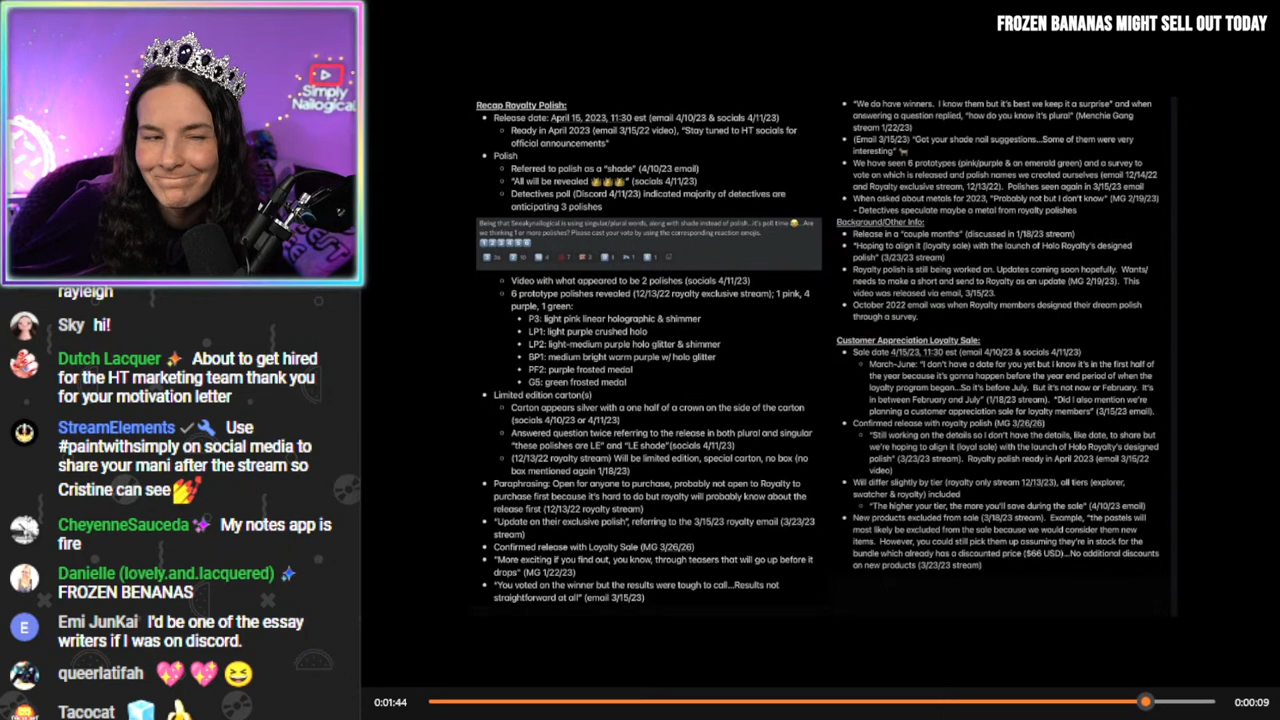 FROZEN BANANAS MIGHT SELL OUT TODAY
Simply
Nailogical
rayleigh
Sky hi!
Dutch Lacquer About to get hired
for the HT marketing team thank you
for your motivation letter
StreamElements Use
#paintwithsimply on social media to
share your mani after the stream so
Cristine can see
CheyenneSauceda My notes app is
fire
Danielle (lovely.and.lacquered)
FROZEN BENANAS
Emi JunKai I'd be one of the essay
writers if I was on discord.
queerlatifah
Tacocat
Recap Royalty Polish:
Release date: April 15, 2023, 11:30 est (email 4/10/23 & socials 4/11/23)
Ready in April 2023 (email 3/15/22 video), "Stay tuned to HT socials for
official announcements"
Polish
Referred to polish as a "shade" (4/10/23 email)
"All will be revealed 👑👑👑" (socials 4/11/23)
Detectives poll (Discord 4/11/23) indicated majority of detectives are
anticipating 3 polishes
Being that Sneakynailogical is using singular/plural words, along with shade instead of polish...it's poll time 😂...Are
we thinking 1 or more polishes? Please cast your vote by using the corresponding reaction emojis.
Video with what appeared to be 2 polishes (socials 4/11/23)
6 prototype polishes revealed (12/13/22 royalty exclusive stream); 1 pink, 4
purple, 1 green:
P3: light pink linear holographic & shimmer
LP1: light purple crushed holo
LP2: light-medium purple holo glitter & shimmer
BP1: medium bright warm purple w/ holo glitter
PF2: purple frosted medal
G5: green frosted medal
Limited edition carton(s)
Carton appears silver with a one half of a crown on the side of the carton
(socials 4/10/23 or 4/11/23)
Answered question twice referring to the release in both plural and singular
"these polishes are LE" and "LE shade"(socials 4/11/23)
(12/13/22 royalty stream) Will be limited edition, special carton, no box (no
box mentioned again 1/18/23)
Paraphrasing: Open for anyone to purchase, probably not open to Royalty to
purchase first because it's hard to do but royalty will probably know about the
release first (12/13/22 royalty stream)
"Update on their exclusive polish", referring to the 3/15/23 royalty email (3/23/23
stream)
Confirmed release with Loyalty Sale (MG 3/26/26)
"More exciting if you find out, you know, through teasers that will go up before it
drops" (MG 1/22/23)
"You voted on the winner but the results were tough to call...Results not
straightforward at all" (email 3/15/23)
"We do have winners. I know them but it's best we keep it a surprise" and when
answering a question replied, "how do you know it's plural" (Menchie Gang
stream 1/22/23)
(Email 3/15/23) "Got your shade nail suggestions...Some of them were very
interesting"
We have seen 6 prototypes (pink/purple & an emerald green) and a survey to
vote on which is released and polish names we created ourselves (email 12/14/22
and Royalty exclusive stream, 12/13/22). Polishes seen again in 3/15/23 email
When asked about metals for 2023, "Probably not but I don't know" (MG 2/19/23)
- Detectives speculate maybe a metal from royalty polishes
Background/Other Info:
Release in a "couple months" (discussed in 1/18/23 stream)
"Hoping to align it (loyalty sale) with the launch of Holo Royalty's designed
polish" (3/23/23 stream)
Royalty polish is still being worked on. Updates coming soon hopefully. Wants/
needs to make a short and send to Royalty as an update (MG 2/19/23). This
video was released via email, 3/15/23.
October 2022 email was when Royalty members designed their dream polish
through a survey.
Customer Appreciation Loyalty Sale:
Sale date 4/15/23, 11:30 est (email 4/10/23 & socials 4/11/23)
March-June: "I don't have a date for you yet but I know it's in the first half of
the year because it's gonna happen before the year end period of when the
loyalty program began...So it's before July. But it's not now or February. It's
in between February and July" (1/18/23 stream). "Did I also mention we're
planning a customer appreciation sale for loyalty members" (3/15/23 email).
Confirmed release with royalty polish (MG 3/26/26)
"Still working on the details so I don't have the details, like date, to share but
we're hoping to align it (loyal sale) with the launch of Holo Royalty's designed
polish" (3/23/23 stream). Royalty polish ready in April 2023 (email 3/15/22
video)
Will differ slightly by tier (royalty only stream 12/13/23), all tiers (explorer,
swatcher & royalty) included
"The higher your tier, the more you'll save during the sale" (4/10/23 email)
New products excluded from sale (3/18/23 stream). Example, "the pastels will
most likely be excluded from the sale because we would consider them new
items. However, you could still pick them up assuming they're in stock for the
bundle which already has a discounted price ($66 USD)...No additional discounts
on new products (3/23/23 stream)
0:01:44
0:00:09